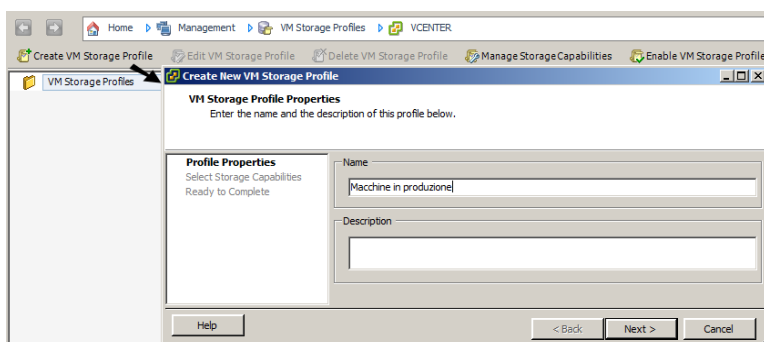 Home Management VM Storage Profiles VCENTER
Create VM Storage Profile Edit VM Storage Profile Delete VM Storage Profile Manage Storage Capabilities Enable VM Storage Profile
VM Storage Profiles
Create New VM Storage Profile
VM Storage Profile Properties
Enter the name and the description of this profile below.
Profile Properties
Select Storage Capabilities
Ready to Complete
Name
Macchine in produzione
Description
Help < Back Next > Cancel